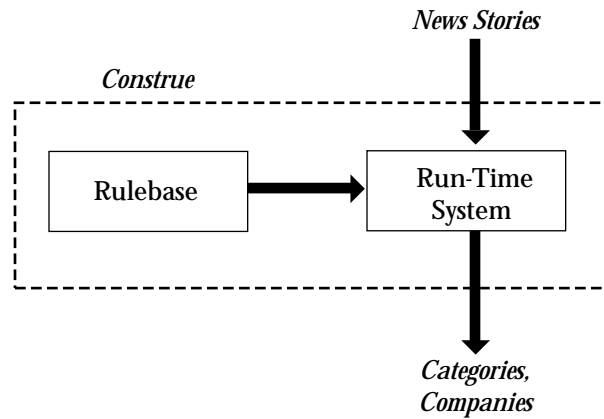 News Stories
Construe
Rulebase
Run-Time
System
Categories,
Companies